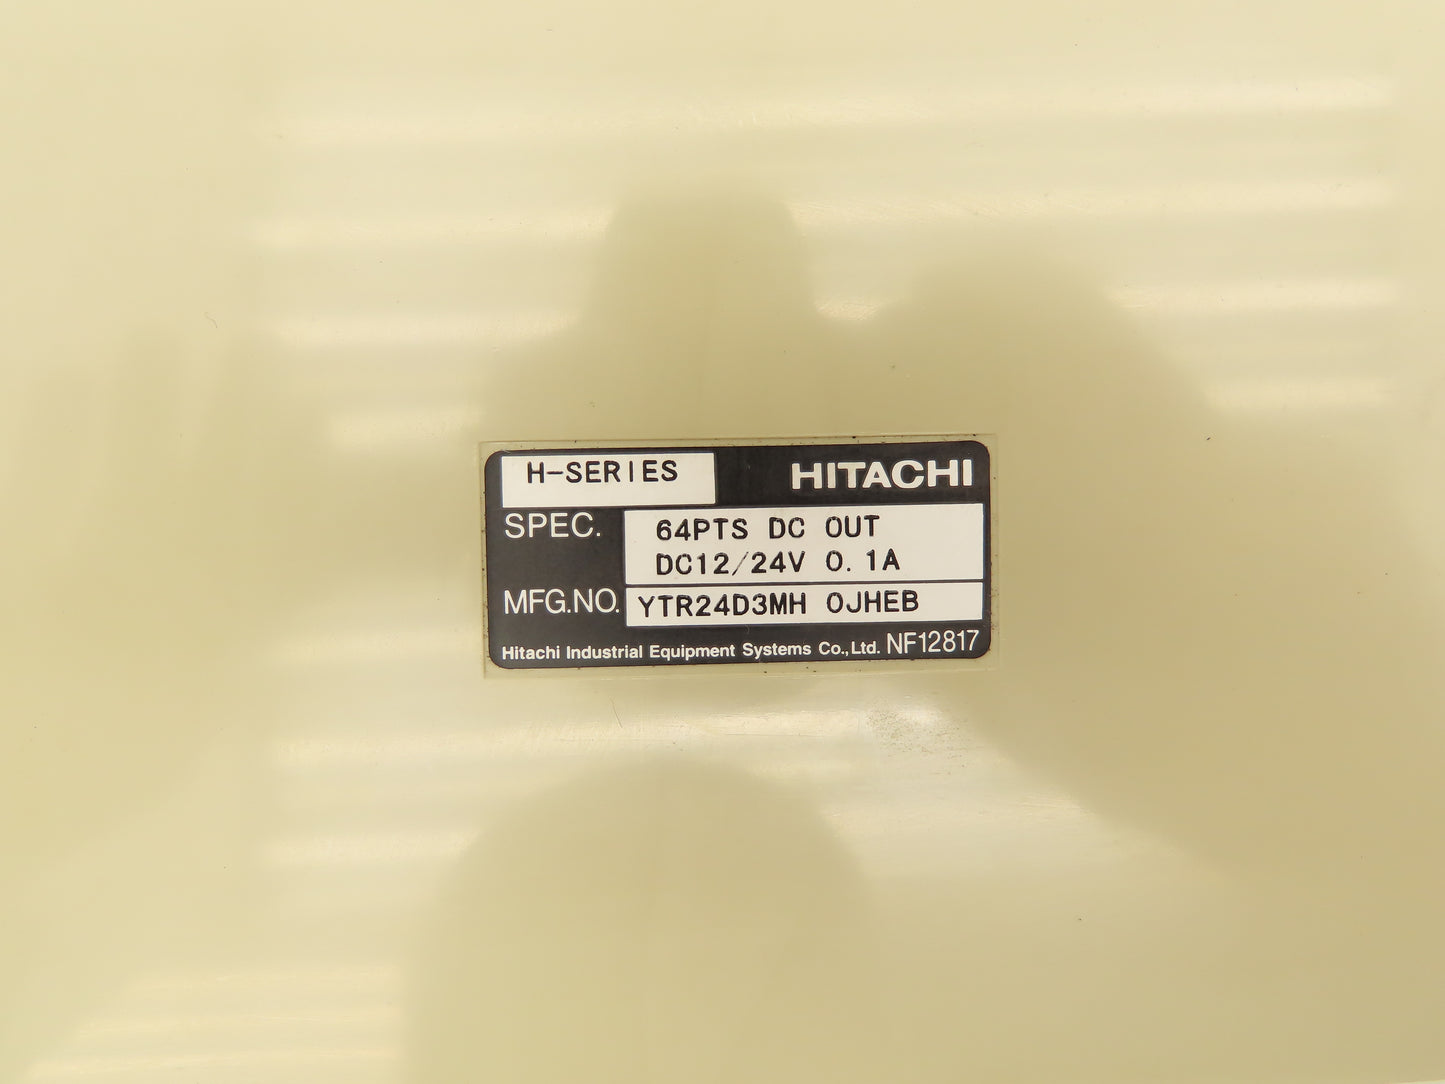 H-SERIES HITACHI
SPEC. 64PTS DC OUT
DC12/24V 0.1A
MFG.NO. YTR24D3MH 0JHEB
Hitachi Industrial Equipment Systems Co.,Ltd. NF12817